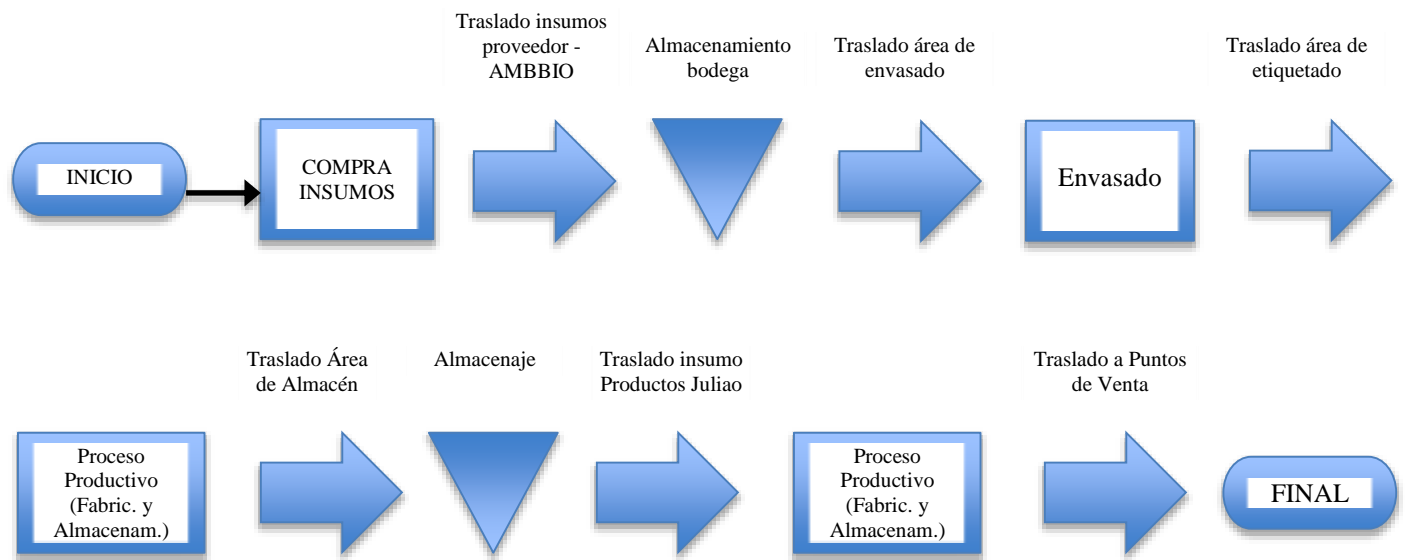 Traslado insumos
proveedor -
AMBBIO
Almacenamiento
bodega
Traslado área de
envasado
Traslado área de
etiquetado
INICIO
COMPRA
INSUMOS
Envasado
Traslado Área
de Almacén
Almacenaje
Traslado insumo
Productos Juliao
Traslado a Puntos
de Venta
Proceso
Productivo
(Fabric. y
Almacenam.)
Proceso
Productivo
(Fabric. y
Almacenam.)
FINAL